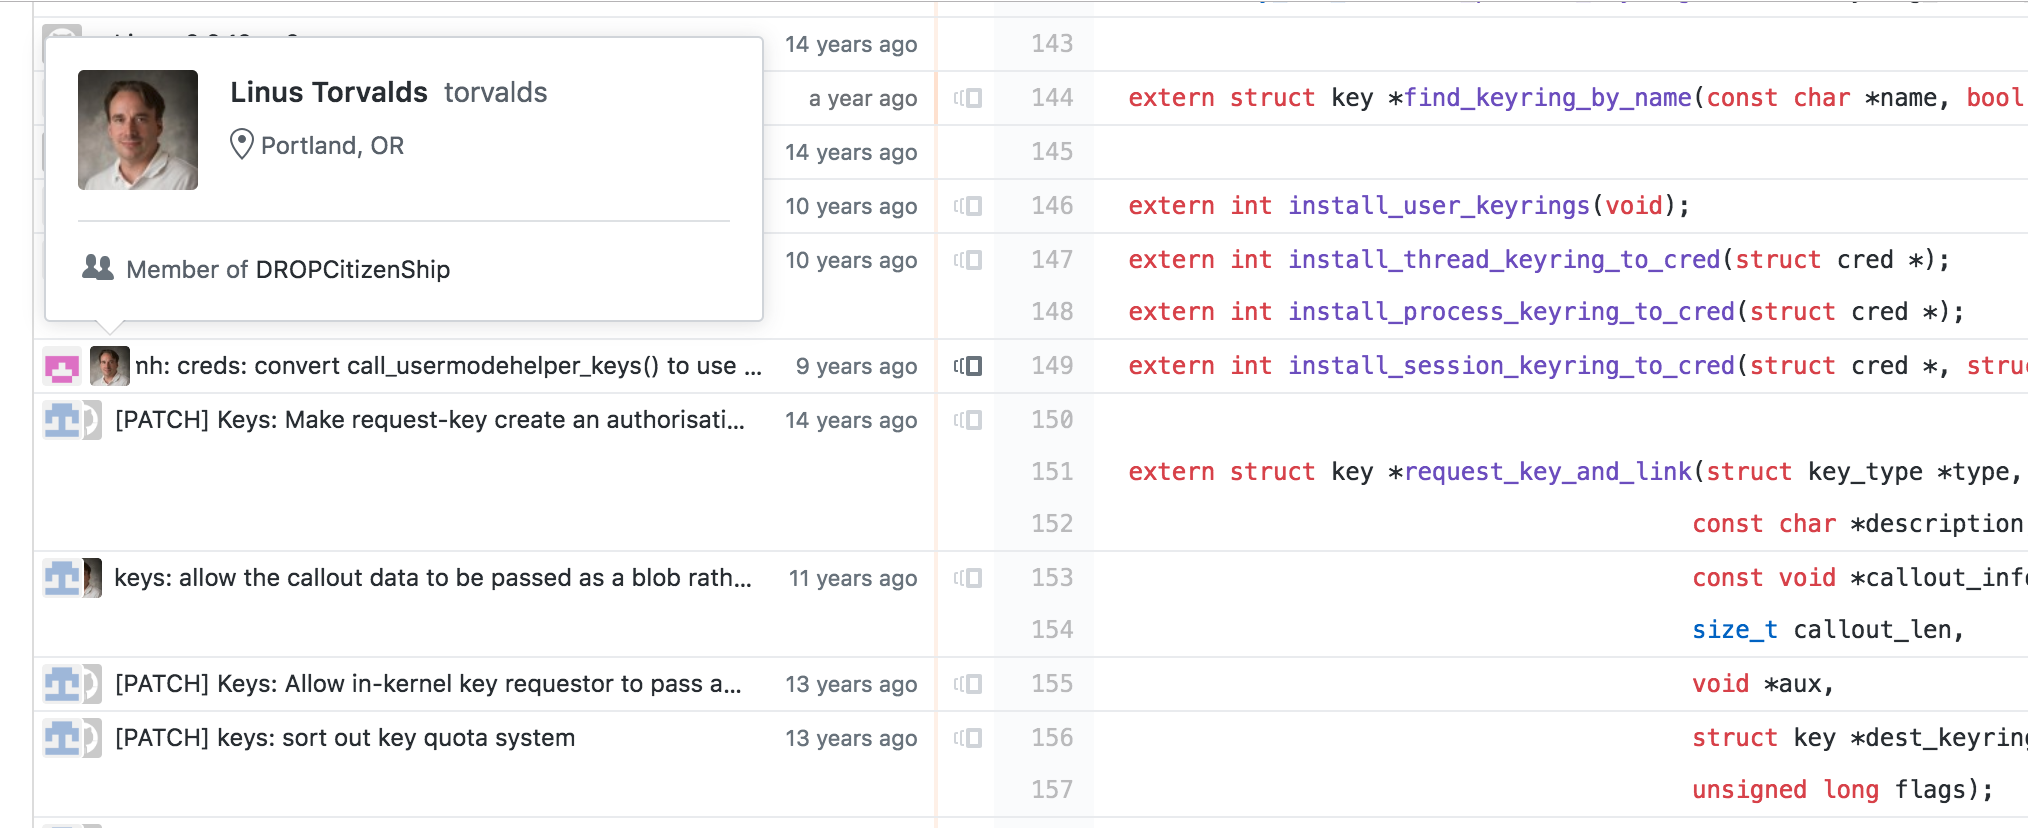 14 years ago 143
Linus Torvalds torvalds
a year ago 144 extern struct key *find_keyring_by_name(const char *name, bool
Portland, OR
14 years ago 145
10 years ago 146 extern int install_user_keyrings(void);
Member of DROPCitizenShip
10 years ago 147 extern int install_thread_keyring_to_cred(struct cred *);
148 extern int install_process_keyring_to_cred(struct cred *);
nh: creds: convert call_usermodehelper_keys() to use ... 9 years ago 149 extern int install_session_keyring_to_cred(struct cred *, struc
[PATCH] Keys: Make request-key create an authorisati... 14 years ago 150
151 extern struct key *request_key_and_link(struct key_type *type,
152 const char *description
keys: allow the callout data to be passed as a blob rath... 11 years ago 153 const void *callout_info
154 size_t callout_len,
[PATCH] Keys: Allow in-kernel key requestor to pass a... 13 years ago 155 void *aux,
[PATCH] keys: sort out key quota system 13 years ago 156 struct key *dest_keyring
157 unsigned long flags);